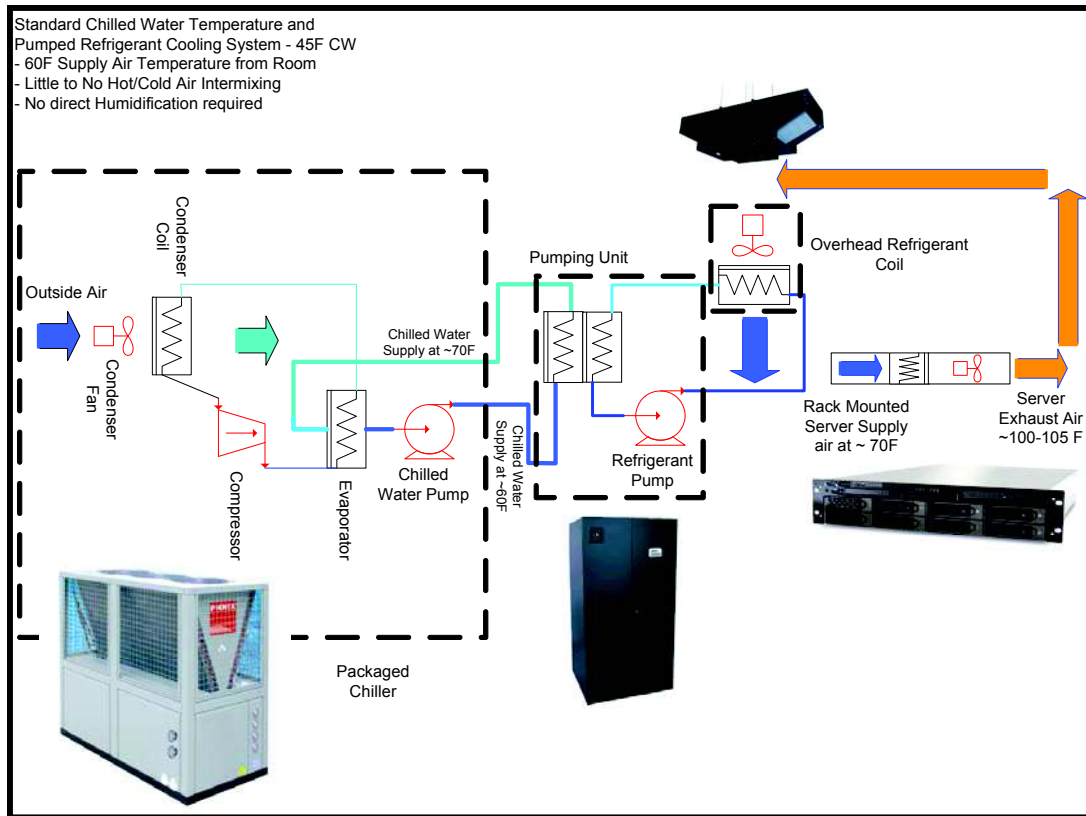 Standard Chilled Water Temperature and
Pumped Refrigerant Cooling System - 45F CW
- 60F Supply Air Temperature from Room
- Little to No Hot/Cold Air Intermixing
- No direct Humidification required
Condenser
Coil
Outside Air
Condenser
Fan
Compressor
Evaporator
Chilled Water
Supply at ~70F
Chilled
Water Pump
Chilled Water
Supply at ~60F
Pumping Unit
Refrigerant
Pump
Overhead Refrigerant
Coil
Rack Mounted
Server Supply
air at ~ 70F
Server
Exhaust Air
~100-105 F
Packaged
Chiller